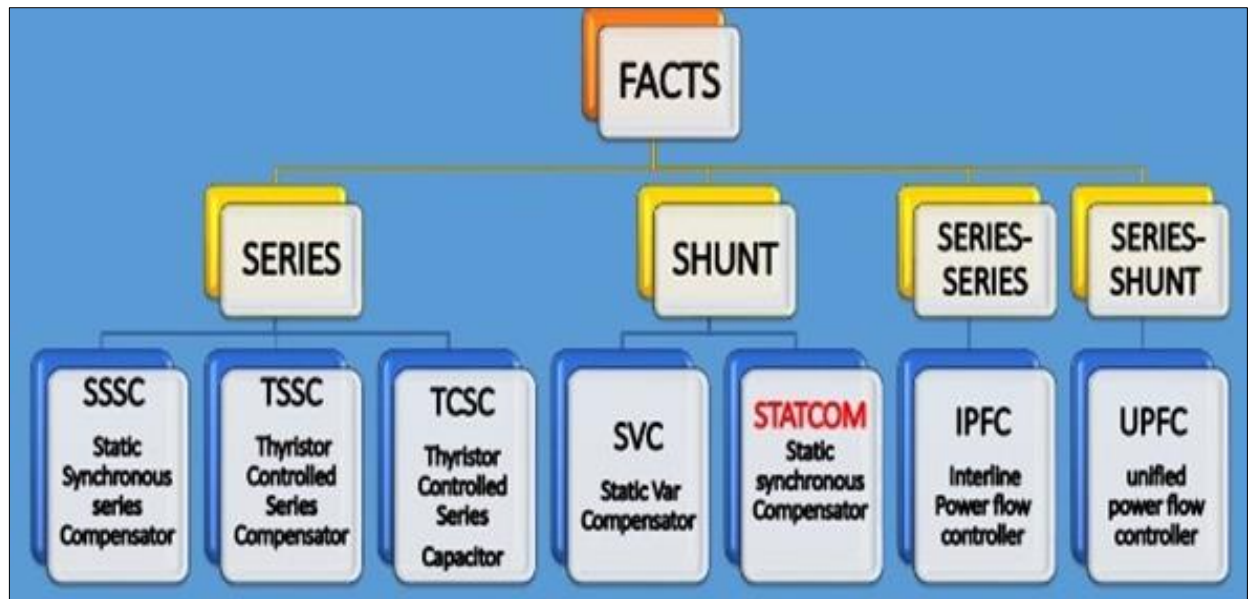 FACTS
SERIES
SHUNT
SERIES-
SERIES
SERIES-
SHUNT
SSSC
Static
Synchronous
series
Compensator
TSSC
Thyristor
Controlled
Series
Compensator
TCSC
Thyristor
Controlled
Series
Capacitor
SVC
Static Var
Compensator
STATCOM
Static
synchronous
Compensator
IPFC
Interline
Power flow
controller
UPFC
unified
power flow
controller